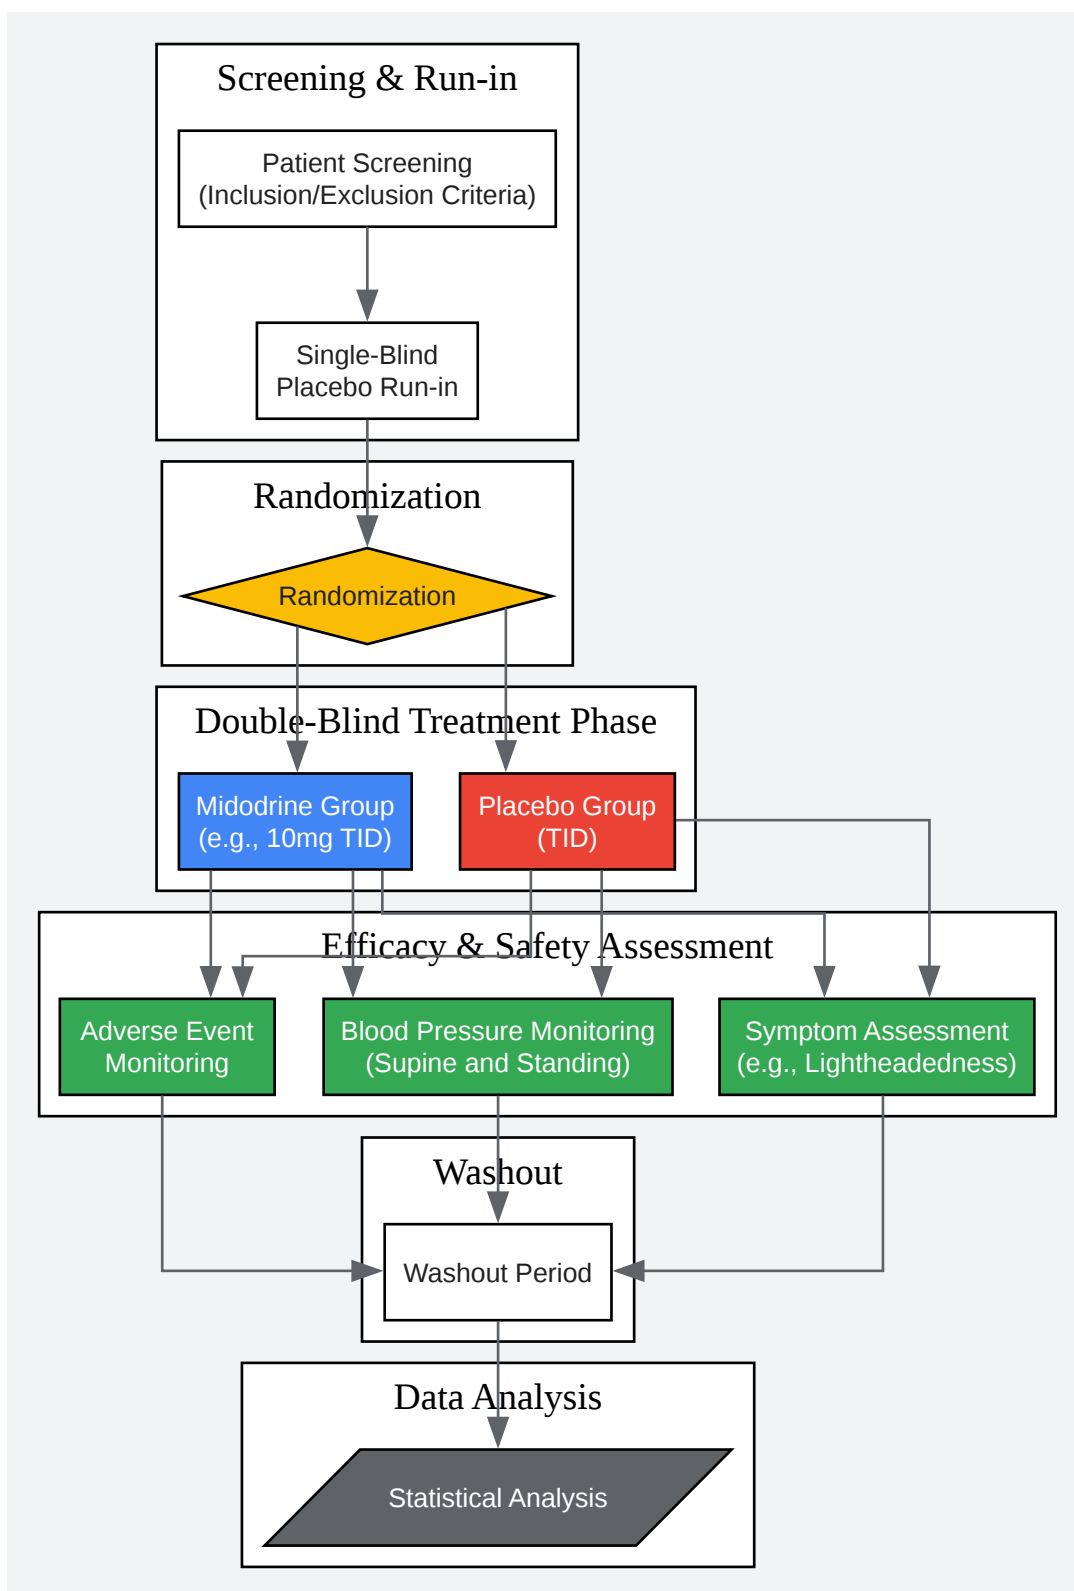 Screening & Run-in
Patient Screening
(Inclusion/Exclusion Criteria)
Single-Blind
Placebo Run-in
Randomization
Randomization
Double-Blind Treatment Phase
Midodrine Group
(e.g., 10mg TID)
Placebo Group
(TID)
Efficacy & Safety Assessment
Adverse Event
Monitoring
Blood Pressure Monitoring
(Supine and Standing)
Symptom Assessment
(e.g., Lightheadedness)
Washout
Washout Period
Data Analysis
Statistical Analysis